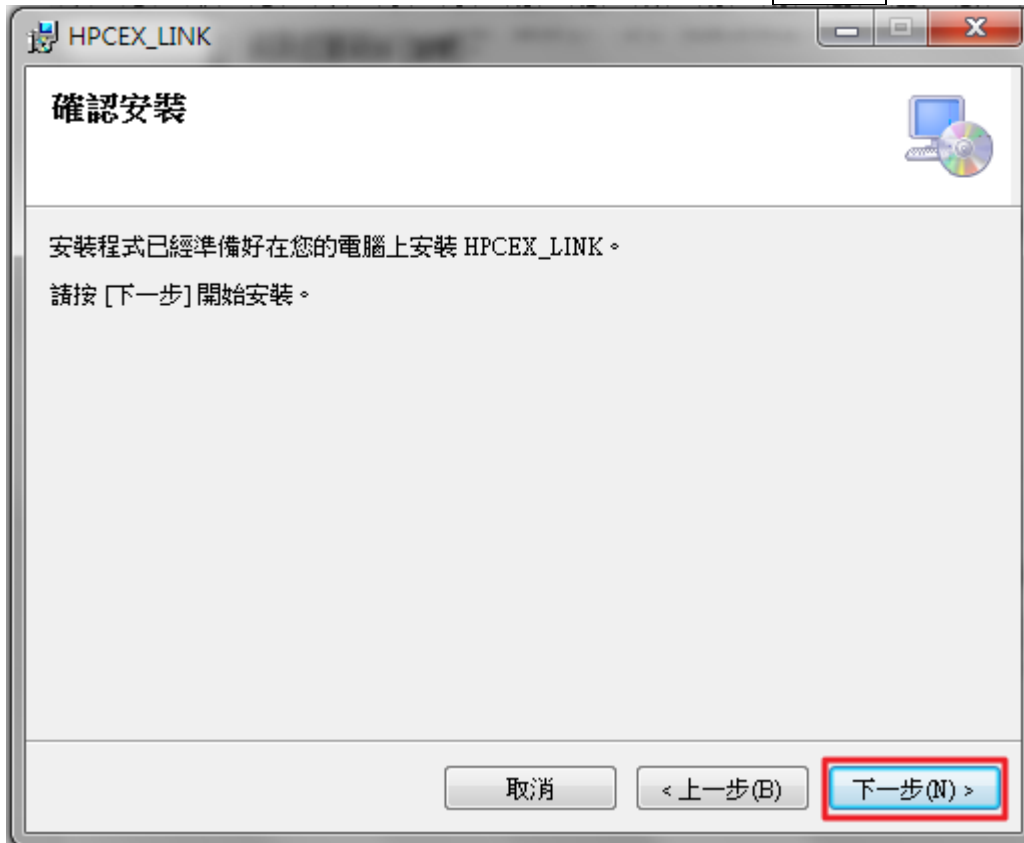 HPCEX_LINK
確認安裝
安裝程式已經準備好在您的電腦上安裝 HPCEX_LINK。
請按 [下一步] 開始安裝。
取消
< 上一步(B)
下一步(N) >